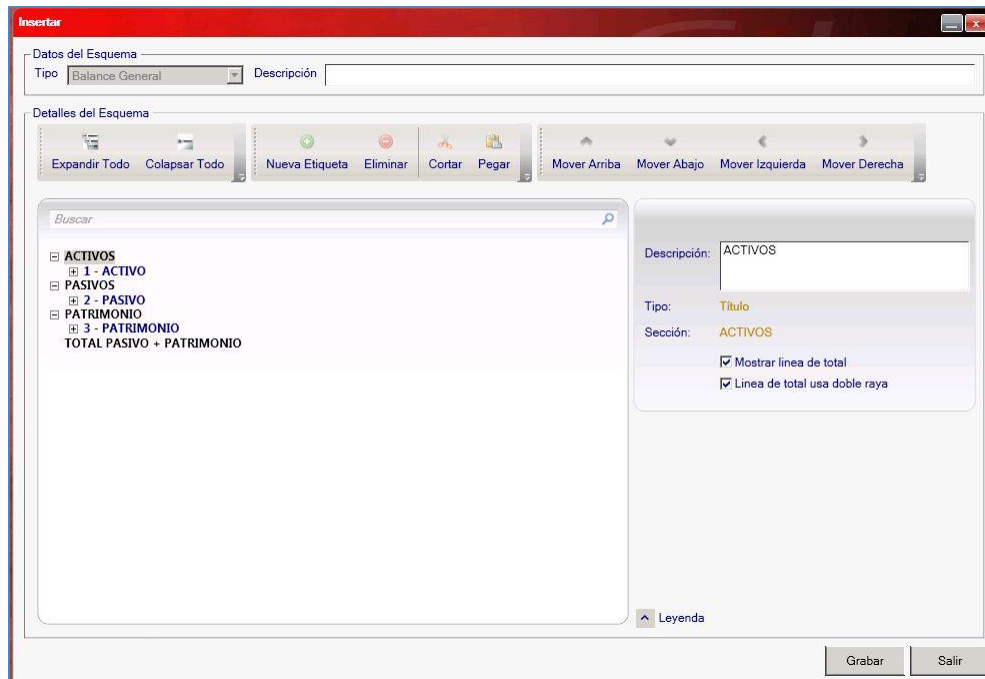 Insertar
Datos del Esquema
Tipo Balance General Descripción
Detalles del Esquema
Expandir Todo Colapsar Todo Nueva Etiqueta Eliminar Cortar Pegar Mover Arriba Mover Abajo Mover Izquierda Mover Derecha
Buscar
ACTIVOS
1 - ACTIVO
PASIVOS
2 - PASIVO
PATRIMONIO
3 - PATRIMONIO
TOTAL PASIVO + PATRIMONIO
Descripción: ACTIVOS
Tipo: Título
Sección: ACTIVOS
Mostrar linea de total
Linea de total usa doble raya
Leyenda
Grabar Salir